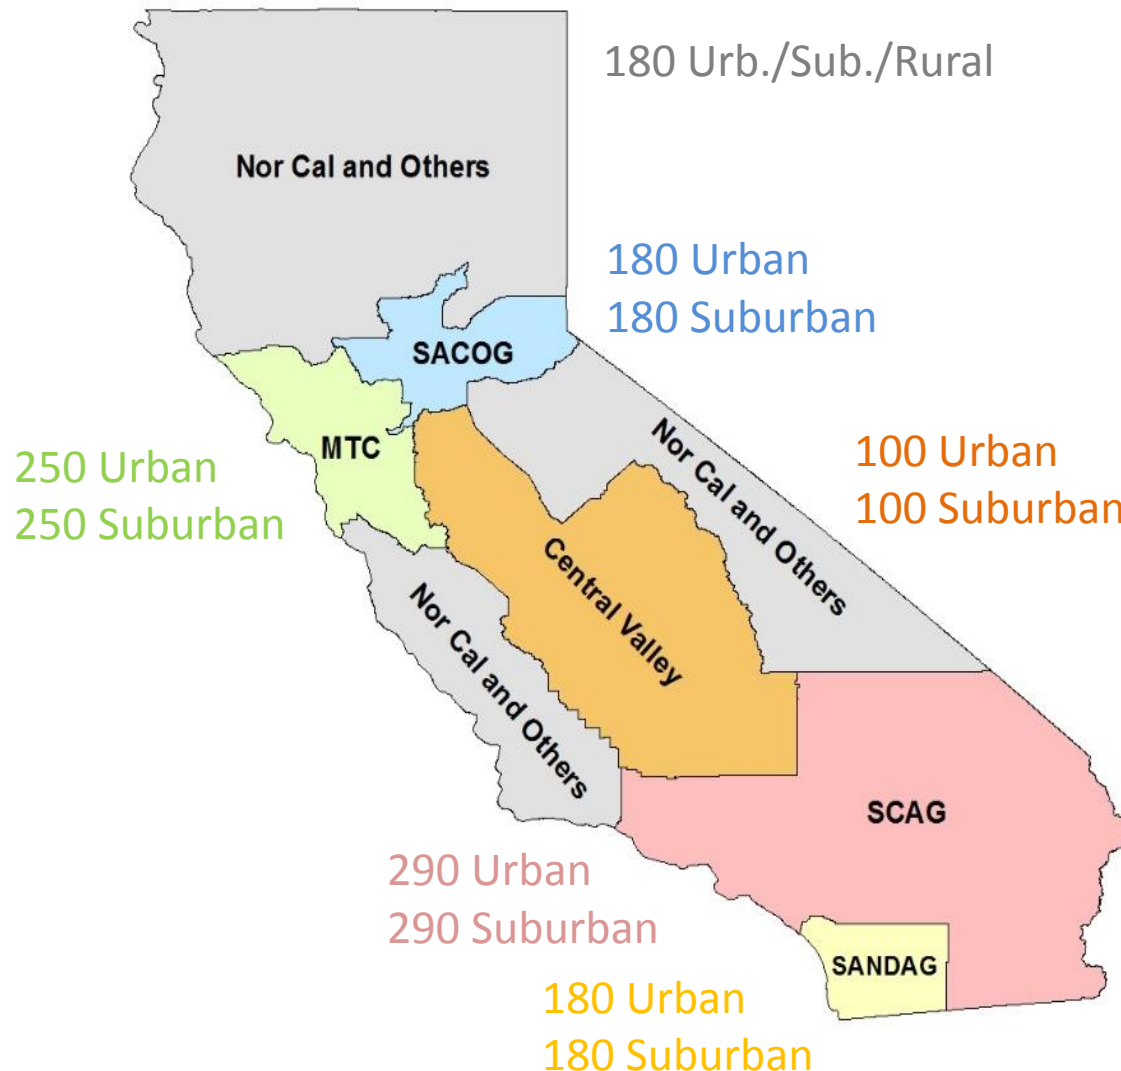 180 Urb./Sub./Rural
Nor Cal and Others
180 Urban
180 Suburban
SACOG
MTC
250 Urban
250 Suburban
Nor Cal and Others
100 Urban
100 Suburban
Central Valley
Nor Cal and Others
SCAG
290 Urban
290 Suburban
SANDAG
180 Urban
180 Suburban